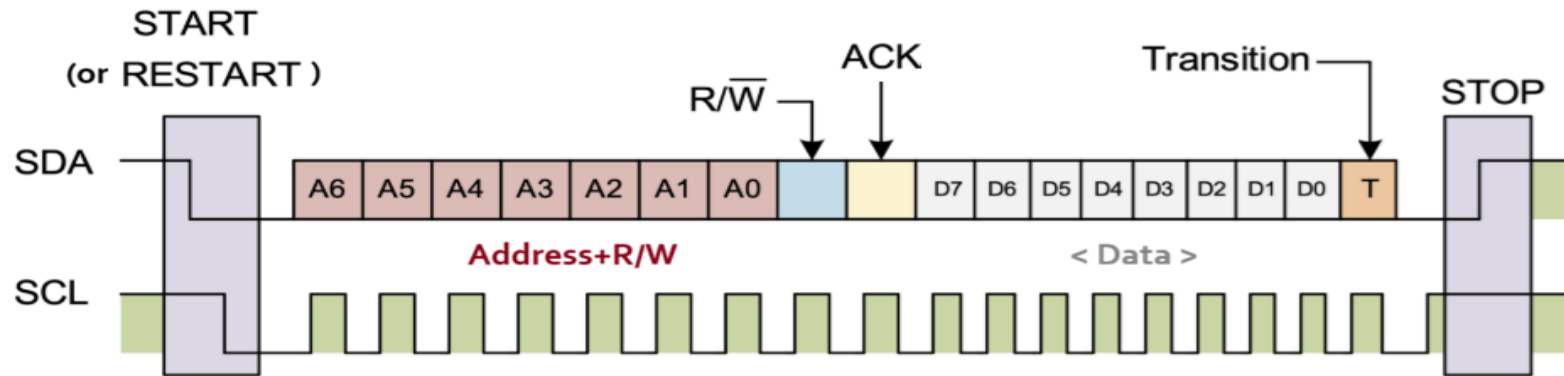 START
(or RESTART )
R/W̅
ACK
Transition
STOP
SDA
A6 A5 A4 A3 A2 A1 A0 D7 D6 D5 D4 D3 D2 D1 D0 T
Address+R/W
< Data >
SCL